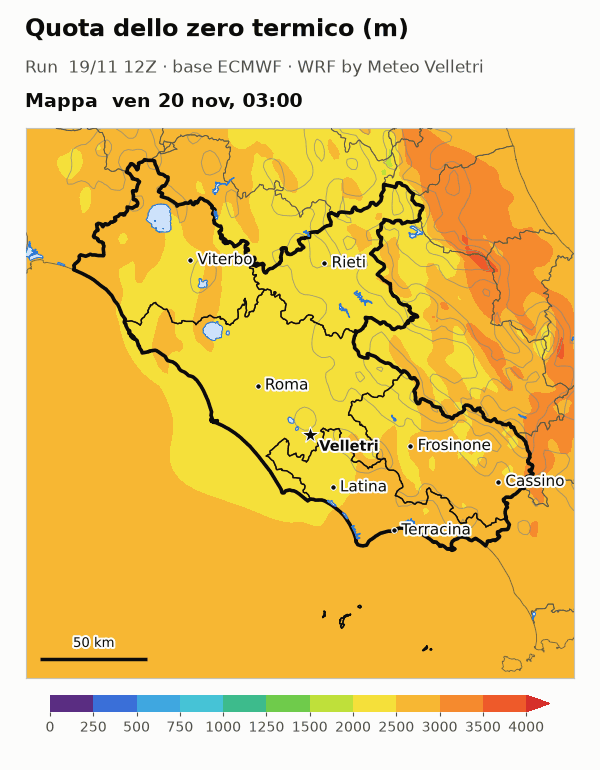 Quota dello zero termico (m)
Run  19/11 12Z · base ECMWF · WRF by Meteo Velletri
Mappa  ven 20 nov, 03:00
Viterbo
Rieti
Roma
Velletri
Frosinone
Latina
Cassino
Terracina
50 km
0 250 500 750 1000 1250 1500 2000 2500 3000 3500 4000